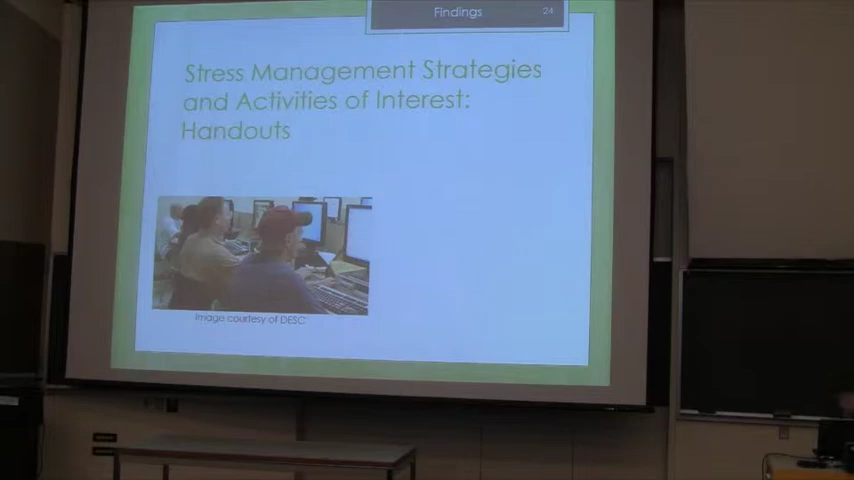 Findings 24
Stress Management Strategies
and Activities of Interest:
Handouts
Image courtesy of DESC